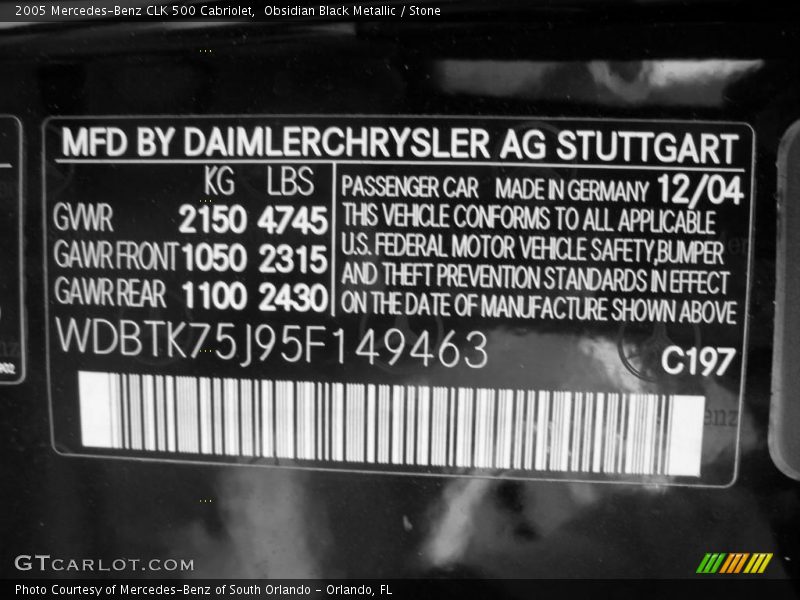 2005 Mercedes-Benz CLK 500 Cabriolet,  Obsidian Black Metallic / Stone
MFD BY DAIMLERCHRYSLER AG STUTTGART
KG LBS
GVWR 2150 4745
GAWR FRONT 1050 2315
GAWR REAR 1100 2430
PASSENGER CAR MADE IN GERMANY 12/04
THIS VEHICLE CONFORMS TO ALL APPLICABLE
U.S. FEDERAL MOTOR VEHICLE SAFETY,BUMPER
AND THEFT PREVENTION STANDARDS IN EFFECT
ON THE DATE OF MANUFACTURE SHOWN ABOVE
WDBTK75J95F149463
C197
GTCARLOT.COM
Photo Courtesy of Mercedes-Benz of South Orlando - Orlando, FL